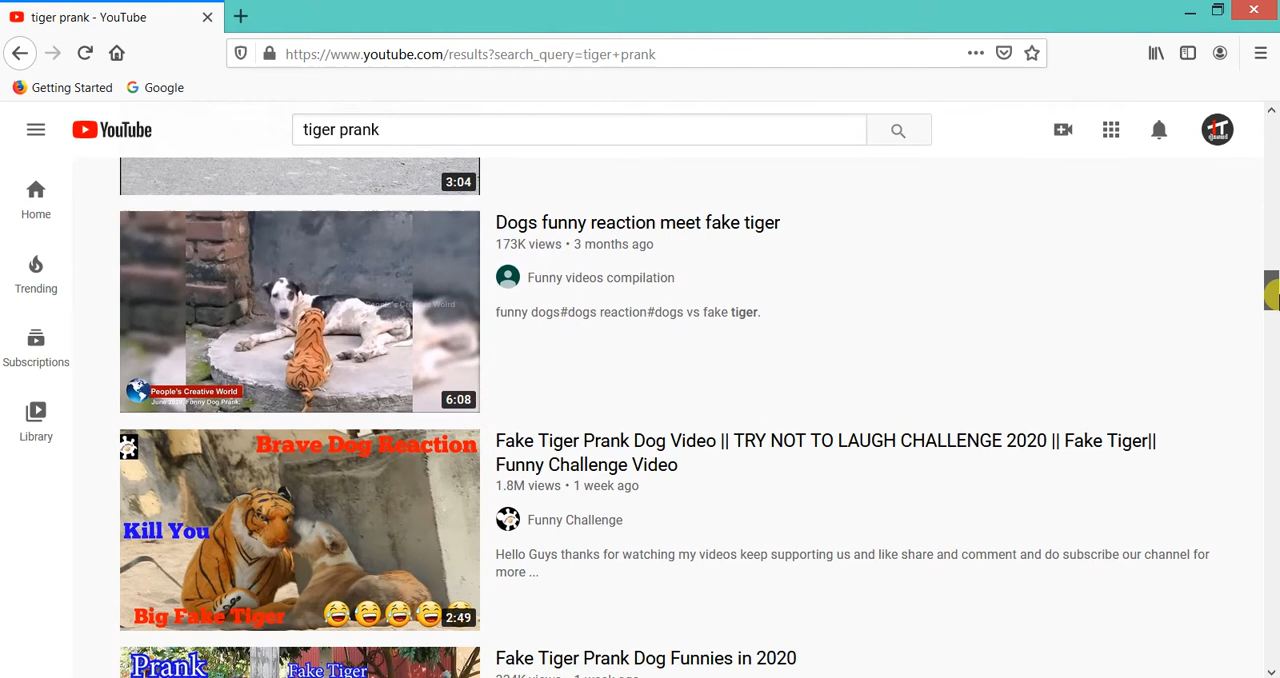 tiger prank - YouTube
https://www.youtube.com/results?search_query=tiger+prank
Getting Started
Google
YouTube
tiger prank
Home
Trending
Subscriptions
Library
3:04
People's Creative World
June 2020, Funny Dog Prank.
6:08
Dogs funny reaction meet fake tiger
173K views • 3 months ago
Funny videos compilation
funny dogs#dogs reaction#dogs vs fake tiger.
Brave Dog Reaction
Kill You
Big Fake Tiger
2:49
Fake Tiger Prank Dog Video || TRY NOT TO LAUGH CHALLENGE 2020 || Fake Tiger||
Funny Challenge Video
1.8M views • 1 week ago
Funny Challenge
Hello Guys thanks for watching my videos keep supporting us and like share and comment and do subscribe our channel for
more ...
Prank
Fake Tiger
Fake Tiger Prank Dog Funnies in 2020